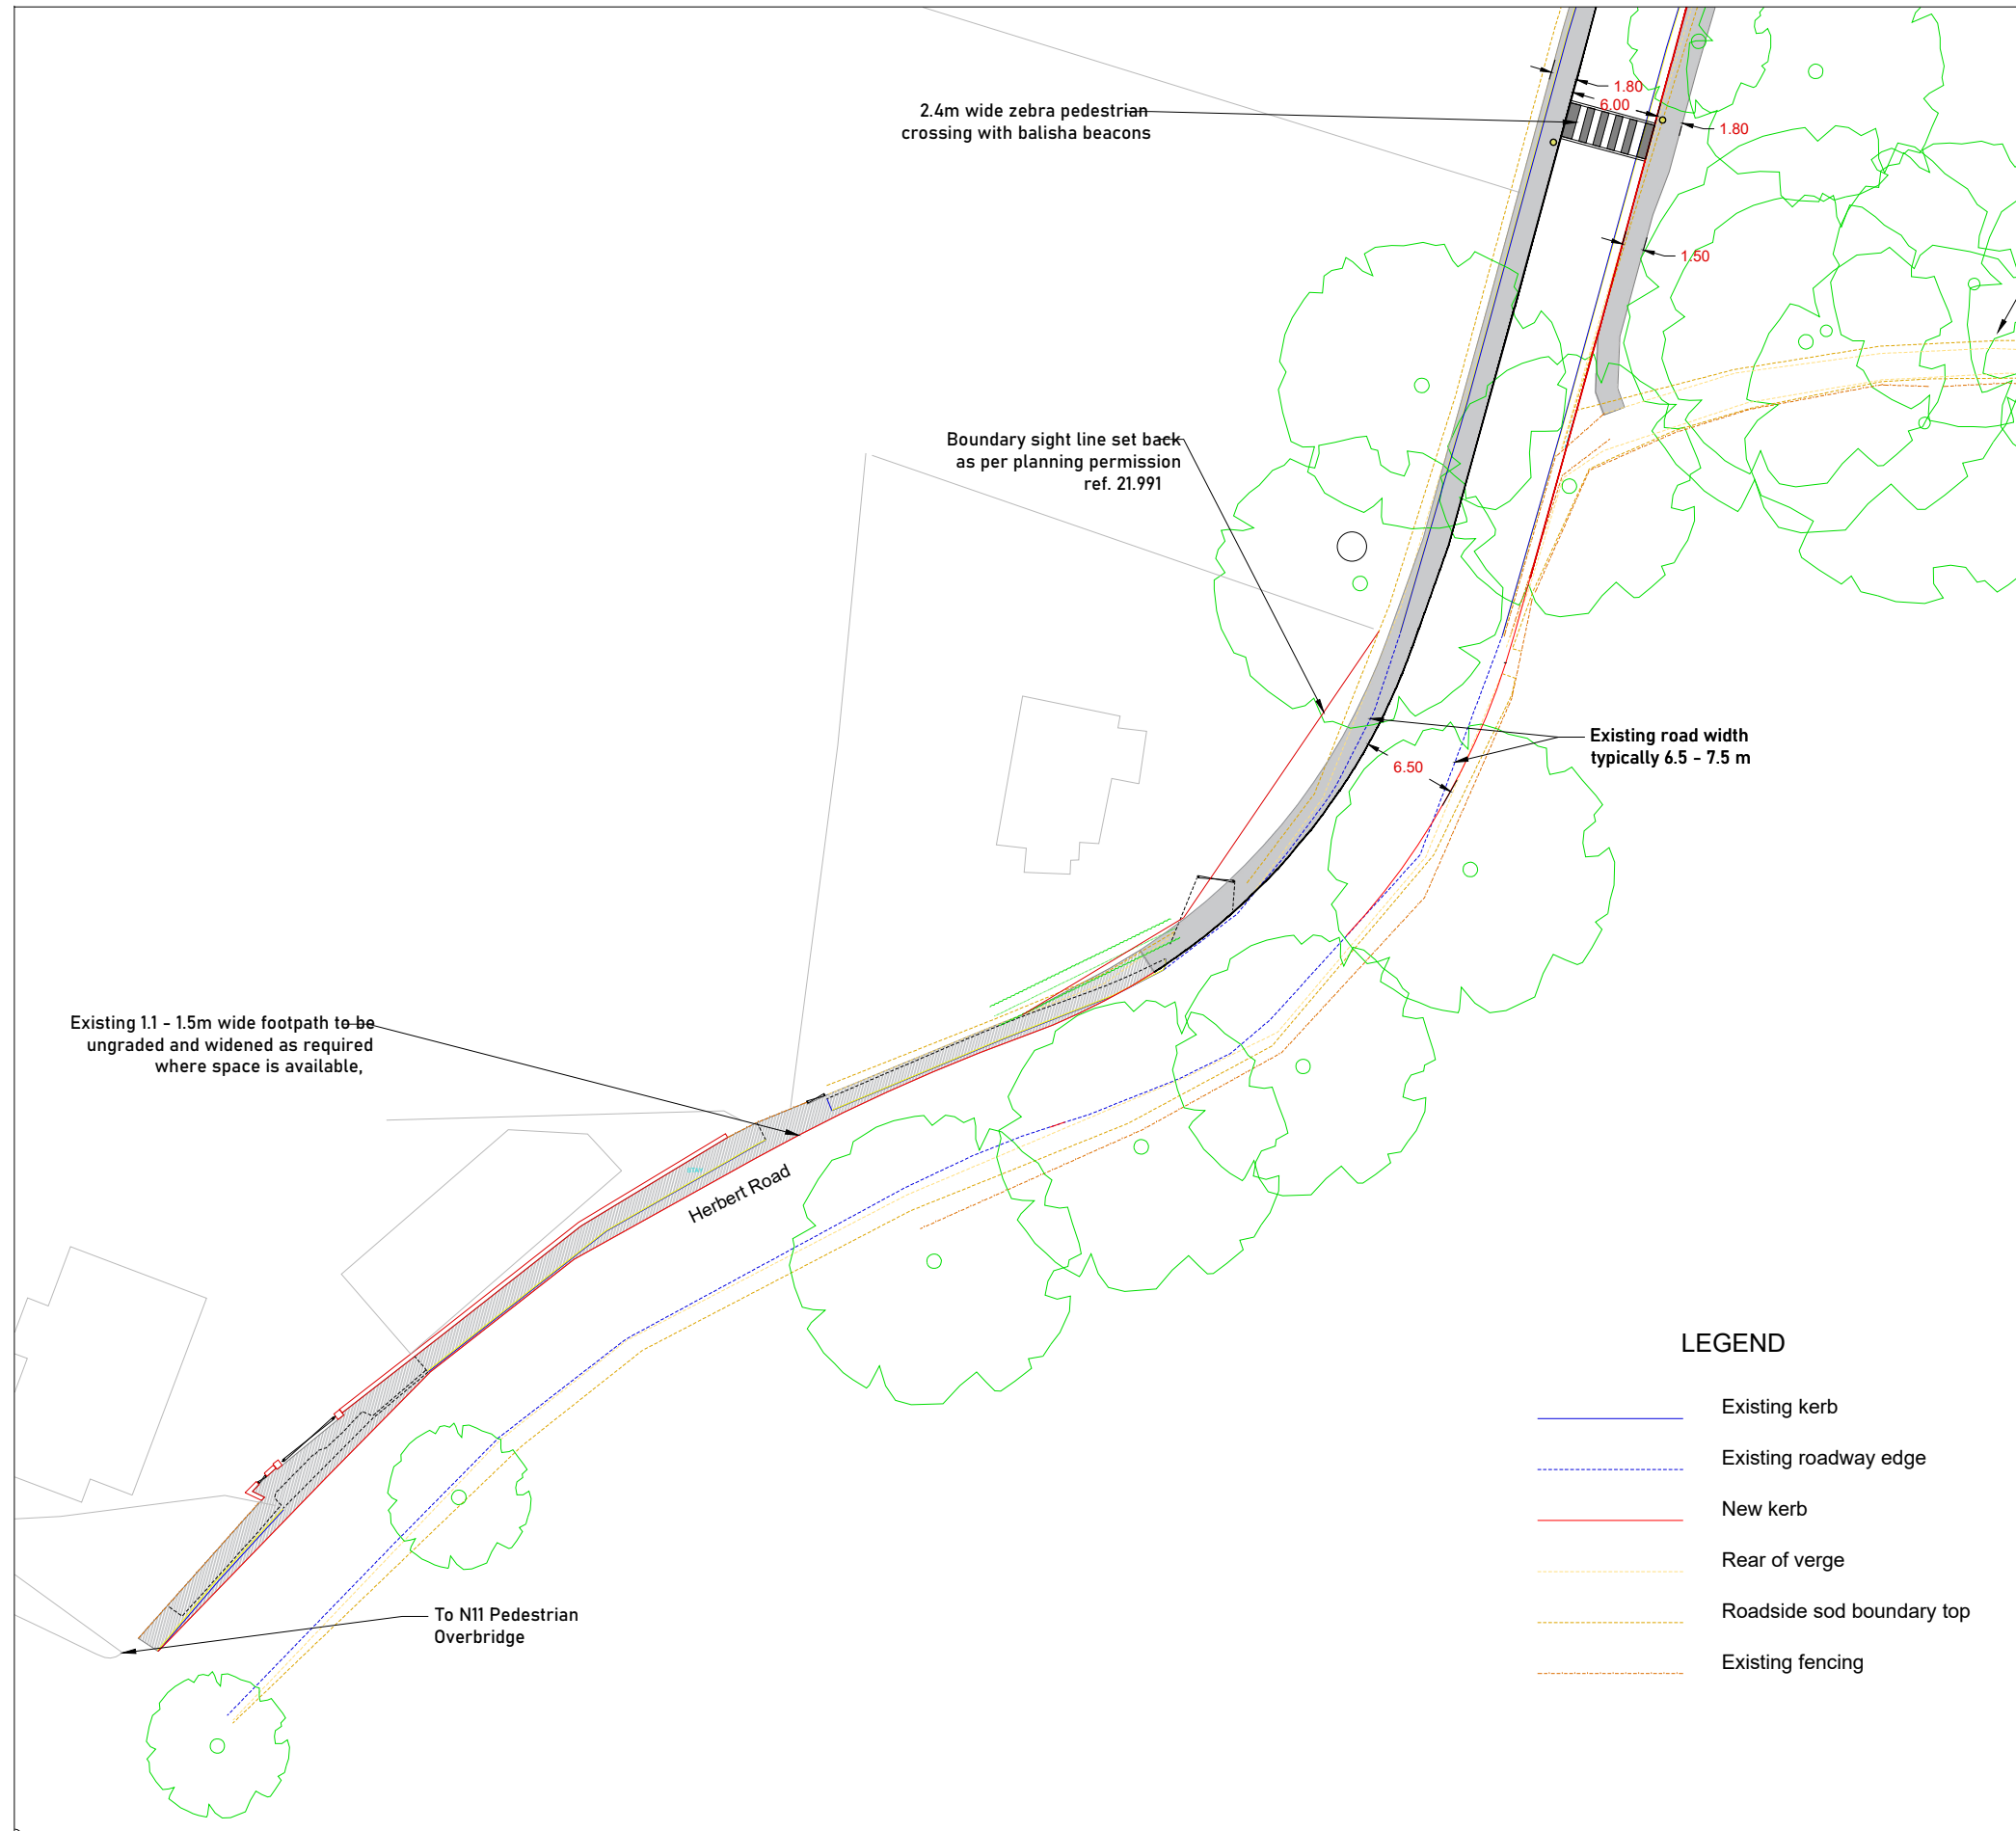 1.80
6.00
2.4m wide zebra pedestrian
crossing with balisha beacons
1.80
1.50
Boundary sight line set back
as per planning permission
ref. 21.991
Existing road width
typically 6.5 - 7.5 m
6.50
Existing 1.1 - 1.5m wide footpath to be
ungraded and widened as required
where space is available,
STAY
Herbert Road
To N11 Pedestrian
Overbridge
LEGEND
Existing kerb
Existing roadway edge
New kerb
Rear of verge
Roadside sod boundary top
Existing fencing